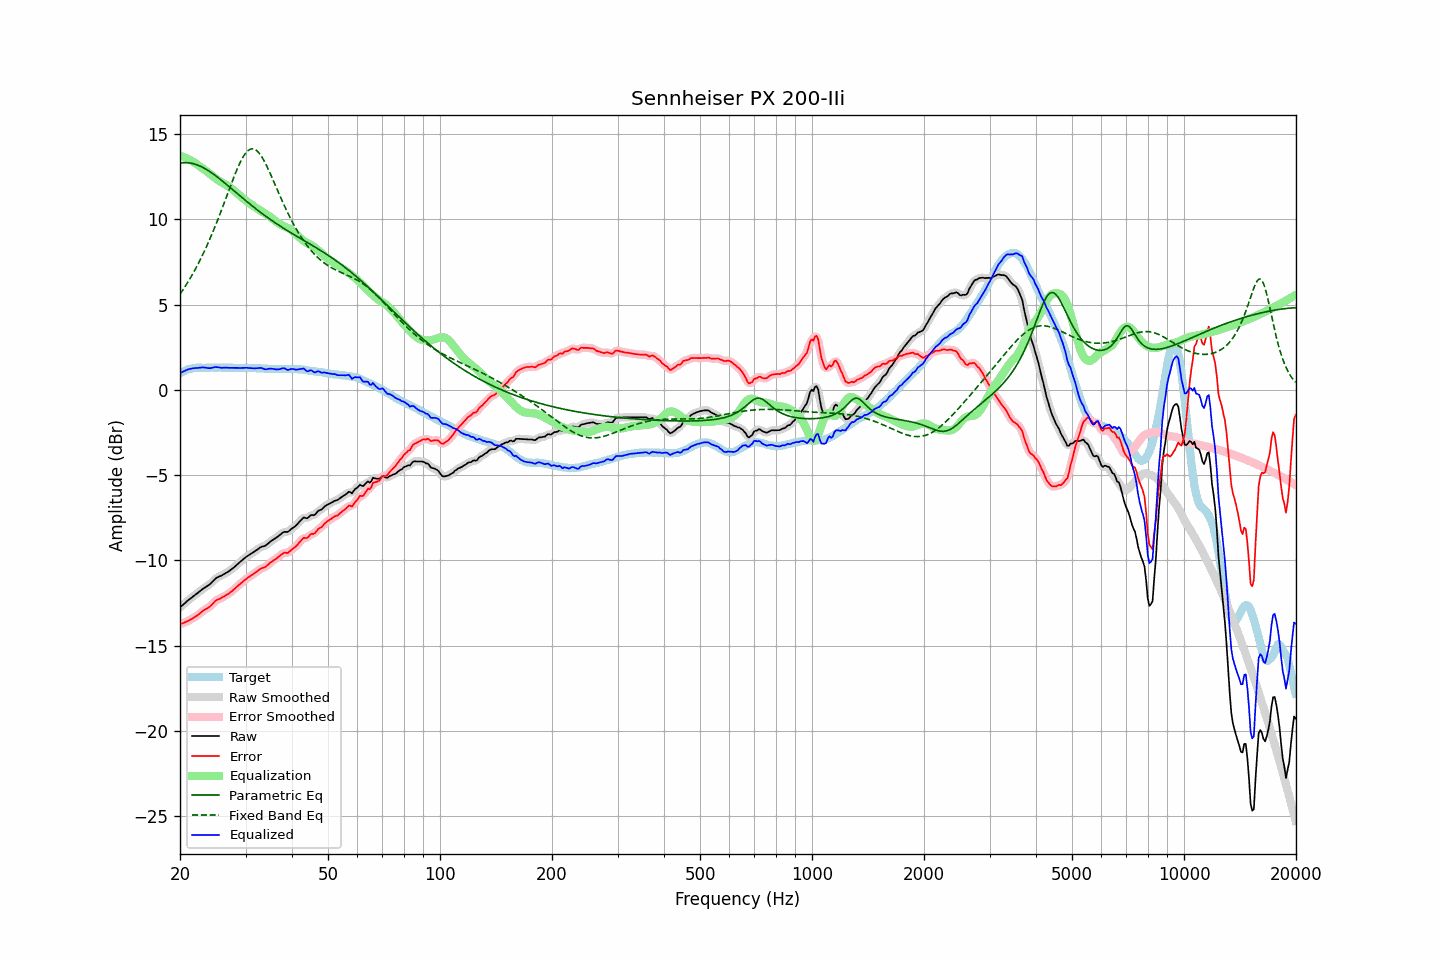 Sennheiser PX 200-IIi
Amplitude (dBr)
15
10
5
0
−5
−10
−15
−20
−25
Target
Raw Smoothed
Error Smoothed
Raw
Error
Equalization
Parametric Eq
Fixed Band Eq
Equalized
20 50 100 200 500 1000 2000 5000 10000 20000
Frequency (Hz)